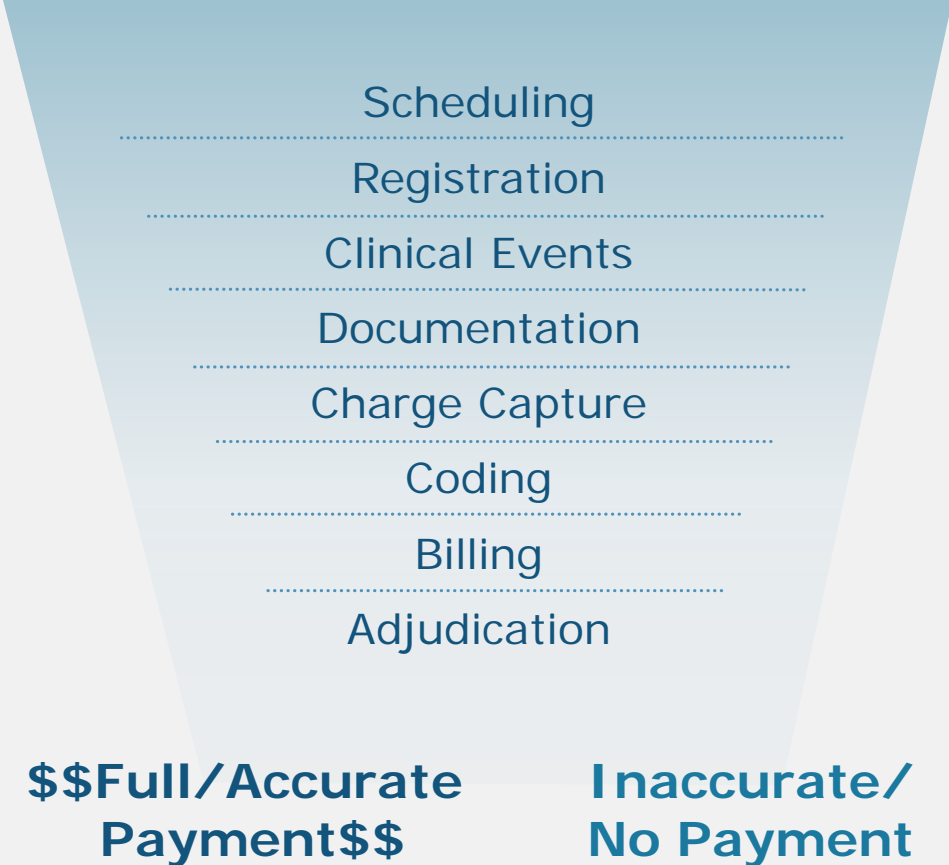 Scheduling
Registration
Clinical Events
Documentation
Charge Capture
Coding
Billing
Adjudication
$$Full/Accurate
Payment$$
Inaccurate/
No Payment